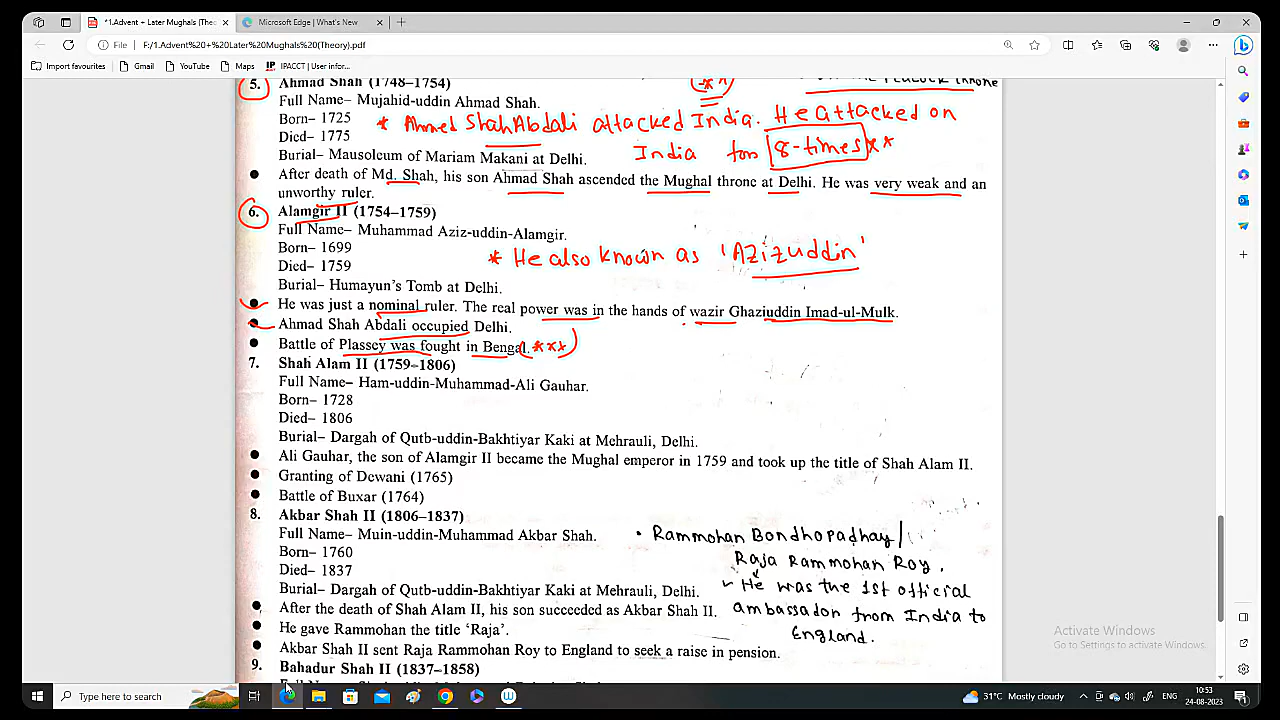 *1.Advent + Later Mughals (Theo
Microsoft Edge | What's New
File
F:/1.Advent%20+%20Later%20Mughals%20(Theory).pdf
Import favourites
Gmail
YouTube
Maps
IPACCT | User infor...
5. Ahmad Shah (1748–1754)
Full Name– Mujahid-uddin Ahmad Shah.
Born– 1725
* Ahmed Shah Abdali attacked India. He attacked on
Died– 1775
India for 8-times **
Burial– Mausoleum of Mariam Makani at Delhi.
After death of Md. Shah, his son Ahmad Shah ascended the Mughal throne at Delhi. He was very weak and an
unworthy ruler.
6. Alamgir II (1754–1759)
Full Name– Muhammad Aziz-uddin-Alamgir.
Born– 1699
* He also known as 'Azizuddin'
Died– 1759
Burial– Humayun's Tomb at Delhi.
He was just a nominal ruler. The real power was in the hands of wazir Ghaziuddin Imad-ul-Mulk.
Ahmad Shah Abdali occupied Delhi.
Battle of Plassey was fought in Bengal. (***)
7. Shah Alam II (1759–1806)
Full Name– Ham-uddin-Muhammad-Ali Gauhar.
Born– 1728
Died– 1806
Burial– Dargah of Qutb-uddin-Bakhtiyar Kaki at Mehrauli, Delhi.
Ali Gauhar, the son of Alamgir II became the Mughal emperor in 1759 and took up the title of Shah Alam II.
Granting of Dewani (1765)
Battle of Buxar (1764)
8. Akbar Shah II (1806–1837)
Full Name– Muin-uddin-Muhammad Akbar Shah.
• Rammohan Bondhopadhay |
Born– 1760
Raja Rammohan Roy.
Died– 1837
He was the 1st official
Burial– Dargah of Qutb-uddin-Bakhtiyar Kaki at Mehrauli, Delhi.
ambassador from India to
After the death of Shah Alam II, his son succeeded as Akbar Shah II.
England.
He gave Rammohan the title 'Raja'.
Akbar Shah II sent Raja Rammohan Roy to England to seek a raise in pension.
9. Bahadur Shah II (1837–1858)
Activate Windows
Go to Settings to activate Windows.
Type here to search
31°C Mostly cloudy
ENG
10:53
24-08-2023